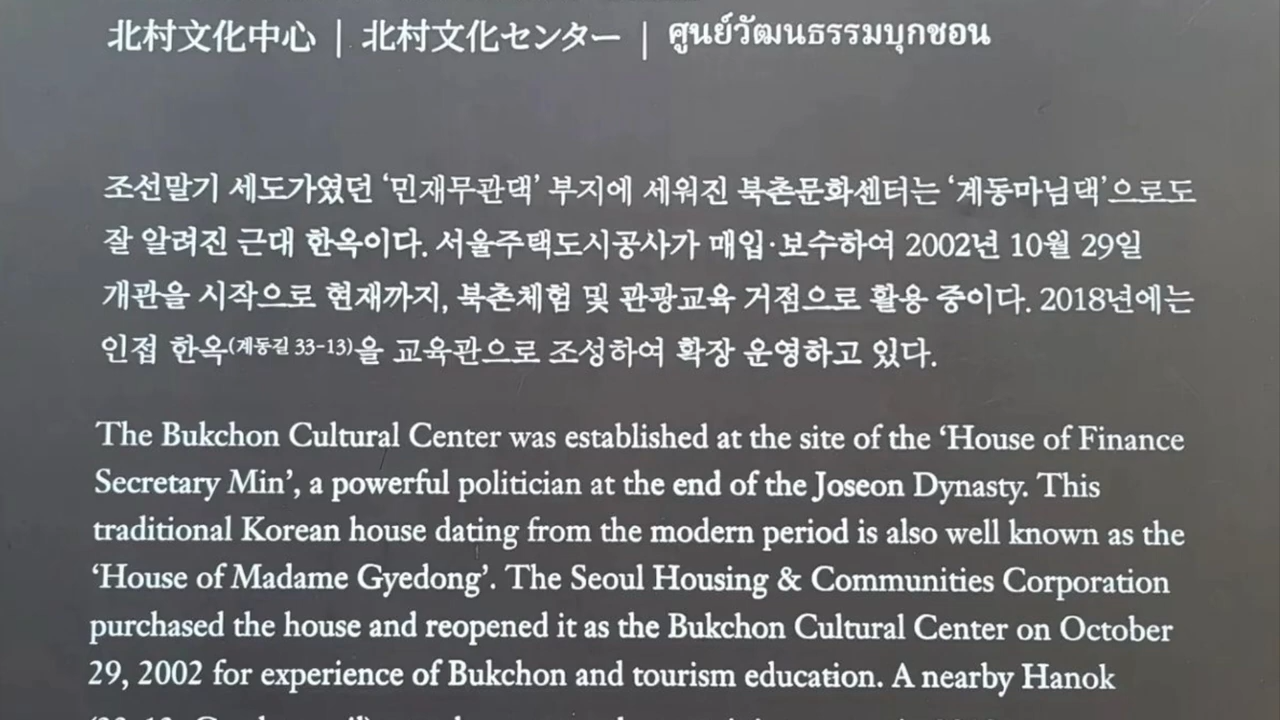 北村文化中心 | 北村文化センター | ศูนย์วัฒนธรรมบุกชอน
조선말기 세도가였던 ‘민재무관댁’ 부지에 세워진 북촌문화센터는 ‘계동마님댁’으로도
잘 알려진 근대 한옥이다. 서울주택도시공사가 매입·보수하여 2002년 10월 29일
개관을 시작으로 현재까지, 북촌체험 및 관광교육 거점으로 활용 중이다. 2018년에는
인접 한옥(계동길 33-13)을 교육관으로 조성하여 확장 운영하고 있다.
The Bukchon Cultural Center was established at the site of the ‘House of Finance
Secretary Min’, a powerful politician at the end of the Joseon Dynasty. This
traditional Korean house dating from the modern period is also well known as the
‘House of Madame Gyedong’. The Seoul Housing & Communities Corporation
purchased the house and reopened it as the Bukchon Cultural Center on October
29, 2002 for experience of Bukchon and tourism education. A nearby Hanok